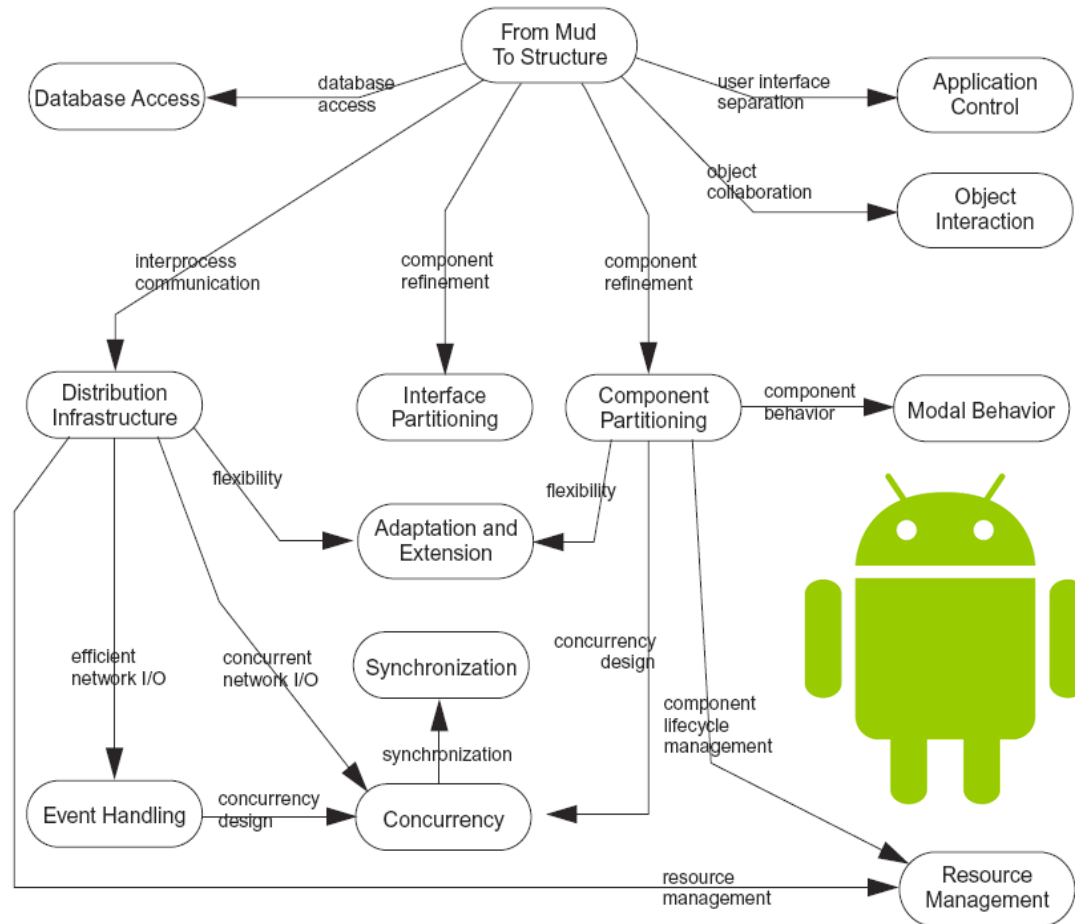 From Mud
To Structure
database
access
Database Access
user interface
separation
Application
Control
object
collaboration
Object
Interaction
interprocess
communication
component
refinement
component
refinement
Distribution
Infrastructure
Interface
Partitioning
Component
Partitioning
component
behavior
Modal Behavior
flexibility
flexibility
Adaptation and
Extension
efficient
network I/O
concurrent
network I/O
Synchronization
concurrency
design
component
lifecycle
management
synchronization
Event Handling
concurrency
design
Concurrency
resource
management
Resource
Management